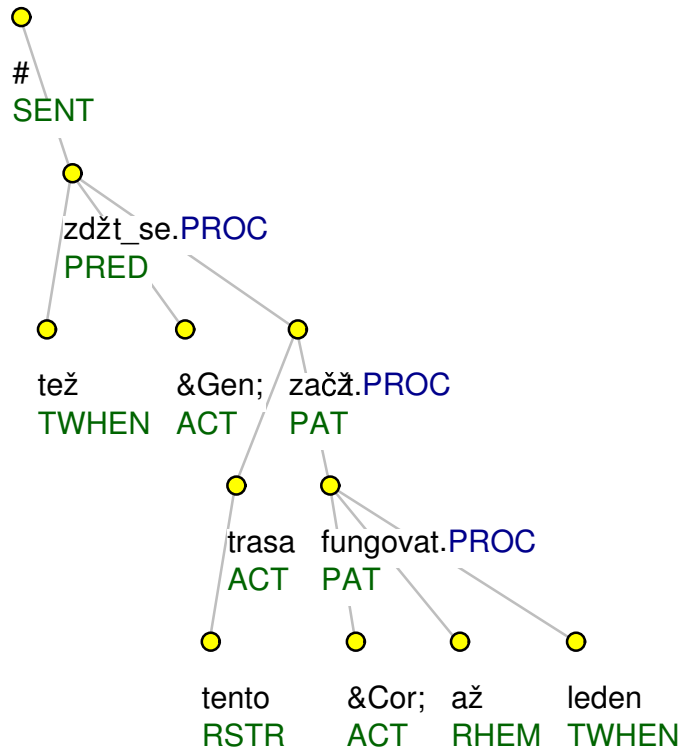 #
SENT
zdžt_se.PROC
PRED
tež &Gen; začžt.PROC
TWHEN ACT PAT
trasa fungovat.PROC
ACT PAT
tento &Cor; až leden
RSTR ACT RHEM TWHEN